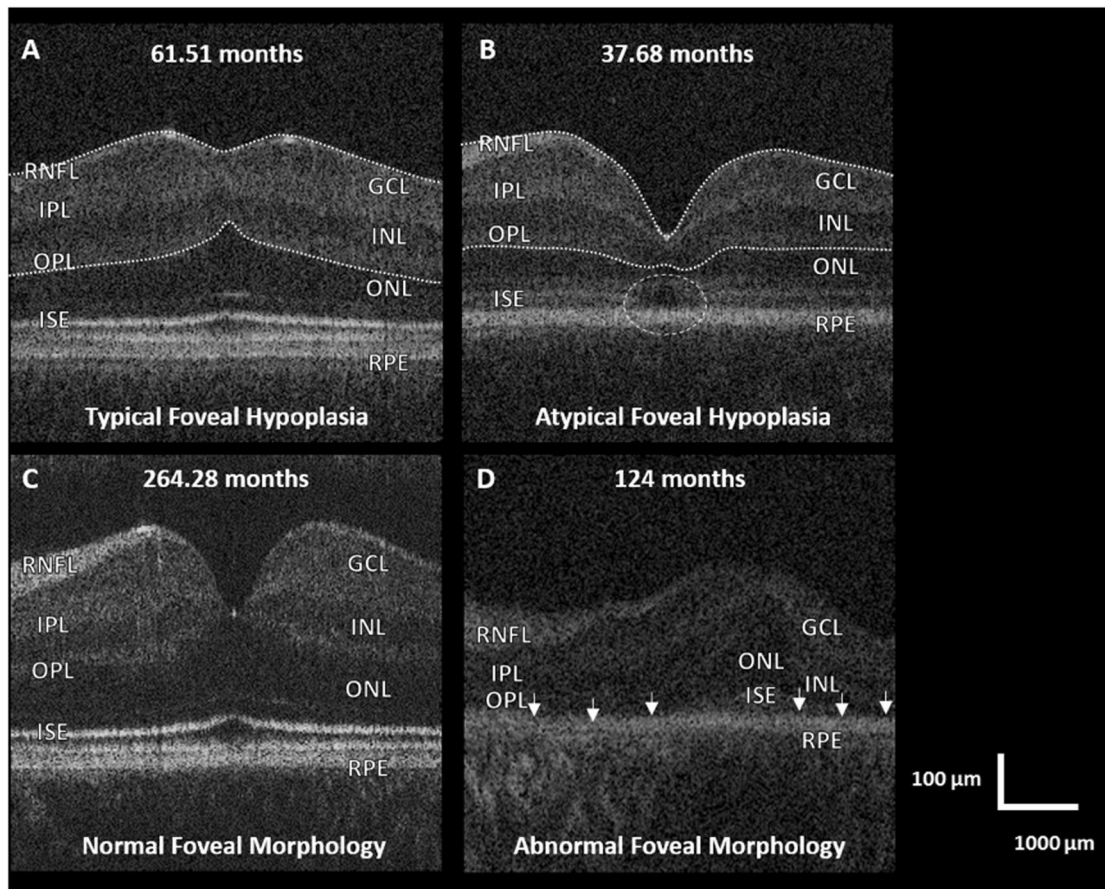 A
61.51 months
RNFL
GCL
IPL
INL
OPL
ONL
ISE
RPE
Typical Foveal Hypoplasia
B
37.68 months
RNFL
GCL
IPL
INL
OPL
ONL
ISE
RPE
Atypical Foveal Hypoplasia
C
264.28 months
RNFL
GCL
IPL
INL
OPL
ONL
ISE
RPE
Normal Foveal Morphology
D
124 months
RNFL
GCL
ONL
IPL
INL
OPL
ISE
RPE
Abnormal Foveal Morphology
100 µm
1000 µm